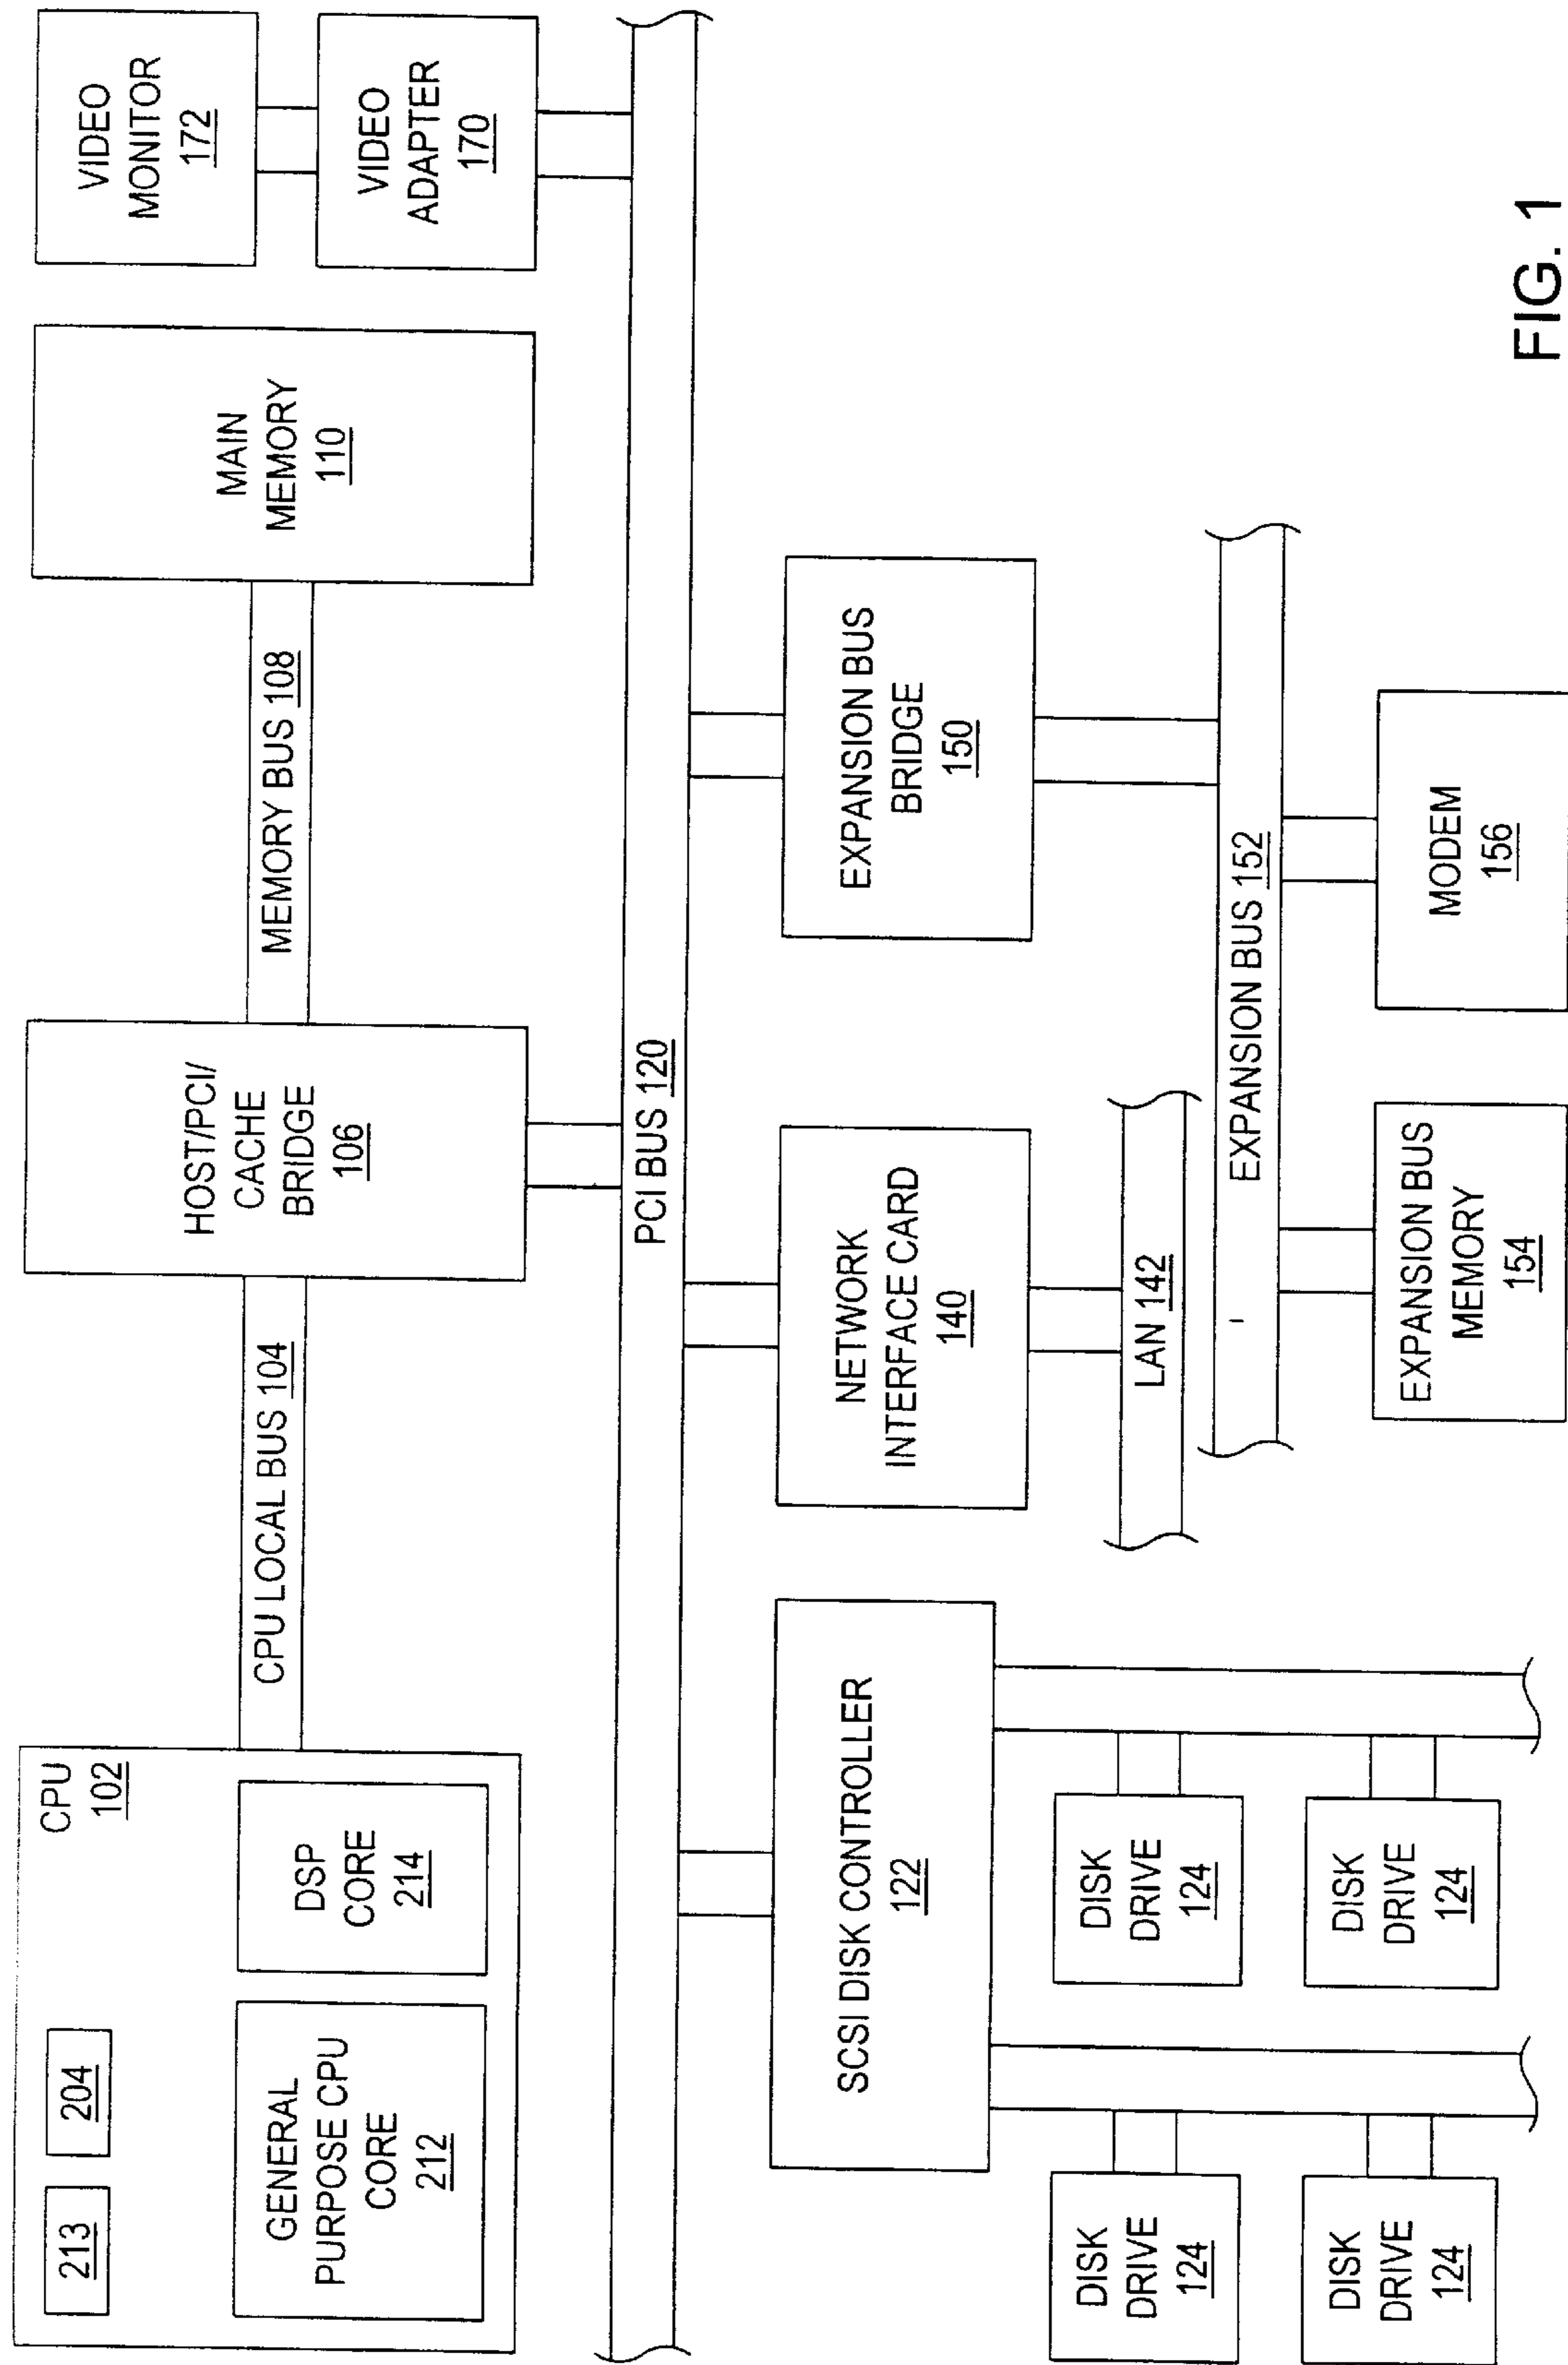 213
204
CPU
102
GENERAL
PURPOSE CPU
CORE
212
DSP
CORE
214
CPU LOCAL BUS 104
HOST/PCI/
CACHE
BRIDGE
106
MEMORY BUS 108
MAIN
MEMORY
110
VIDEO
MONITOR
172
VIDEO
ADAPTER
170
PCI BUS 120
SCSI DISK CONTROLLER
122
DISK
DRIVE
124
DISK
DRIVE
124
DISK
DRIVE
124
DISK
DRIVE
124
NETWORK
INTERFACE CARD
140
LAN 142
EXPANSION BUS
BRIDGE
150
EXPANSION BUS 152
EXPANSION BUS
MEMORY
154
MODEM
156
FIG. 1